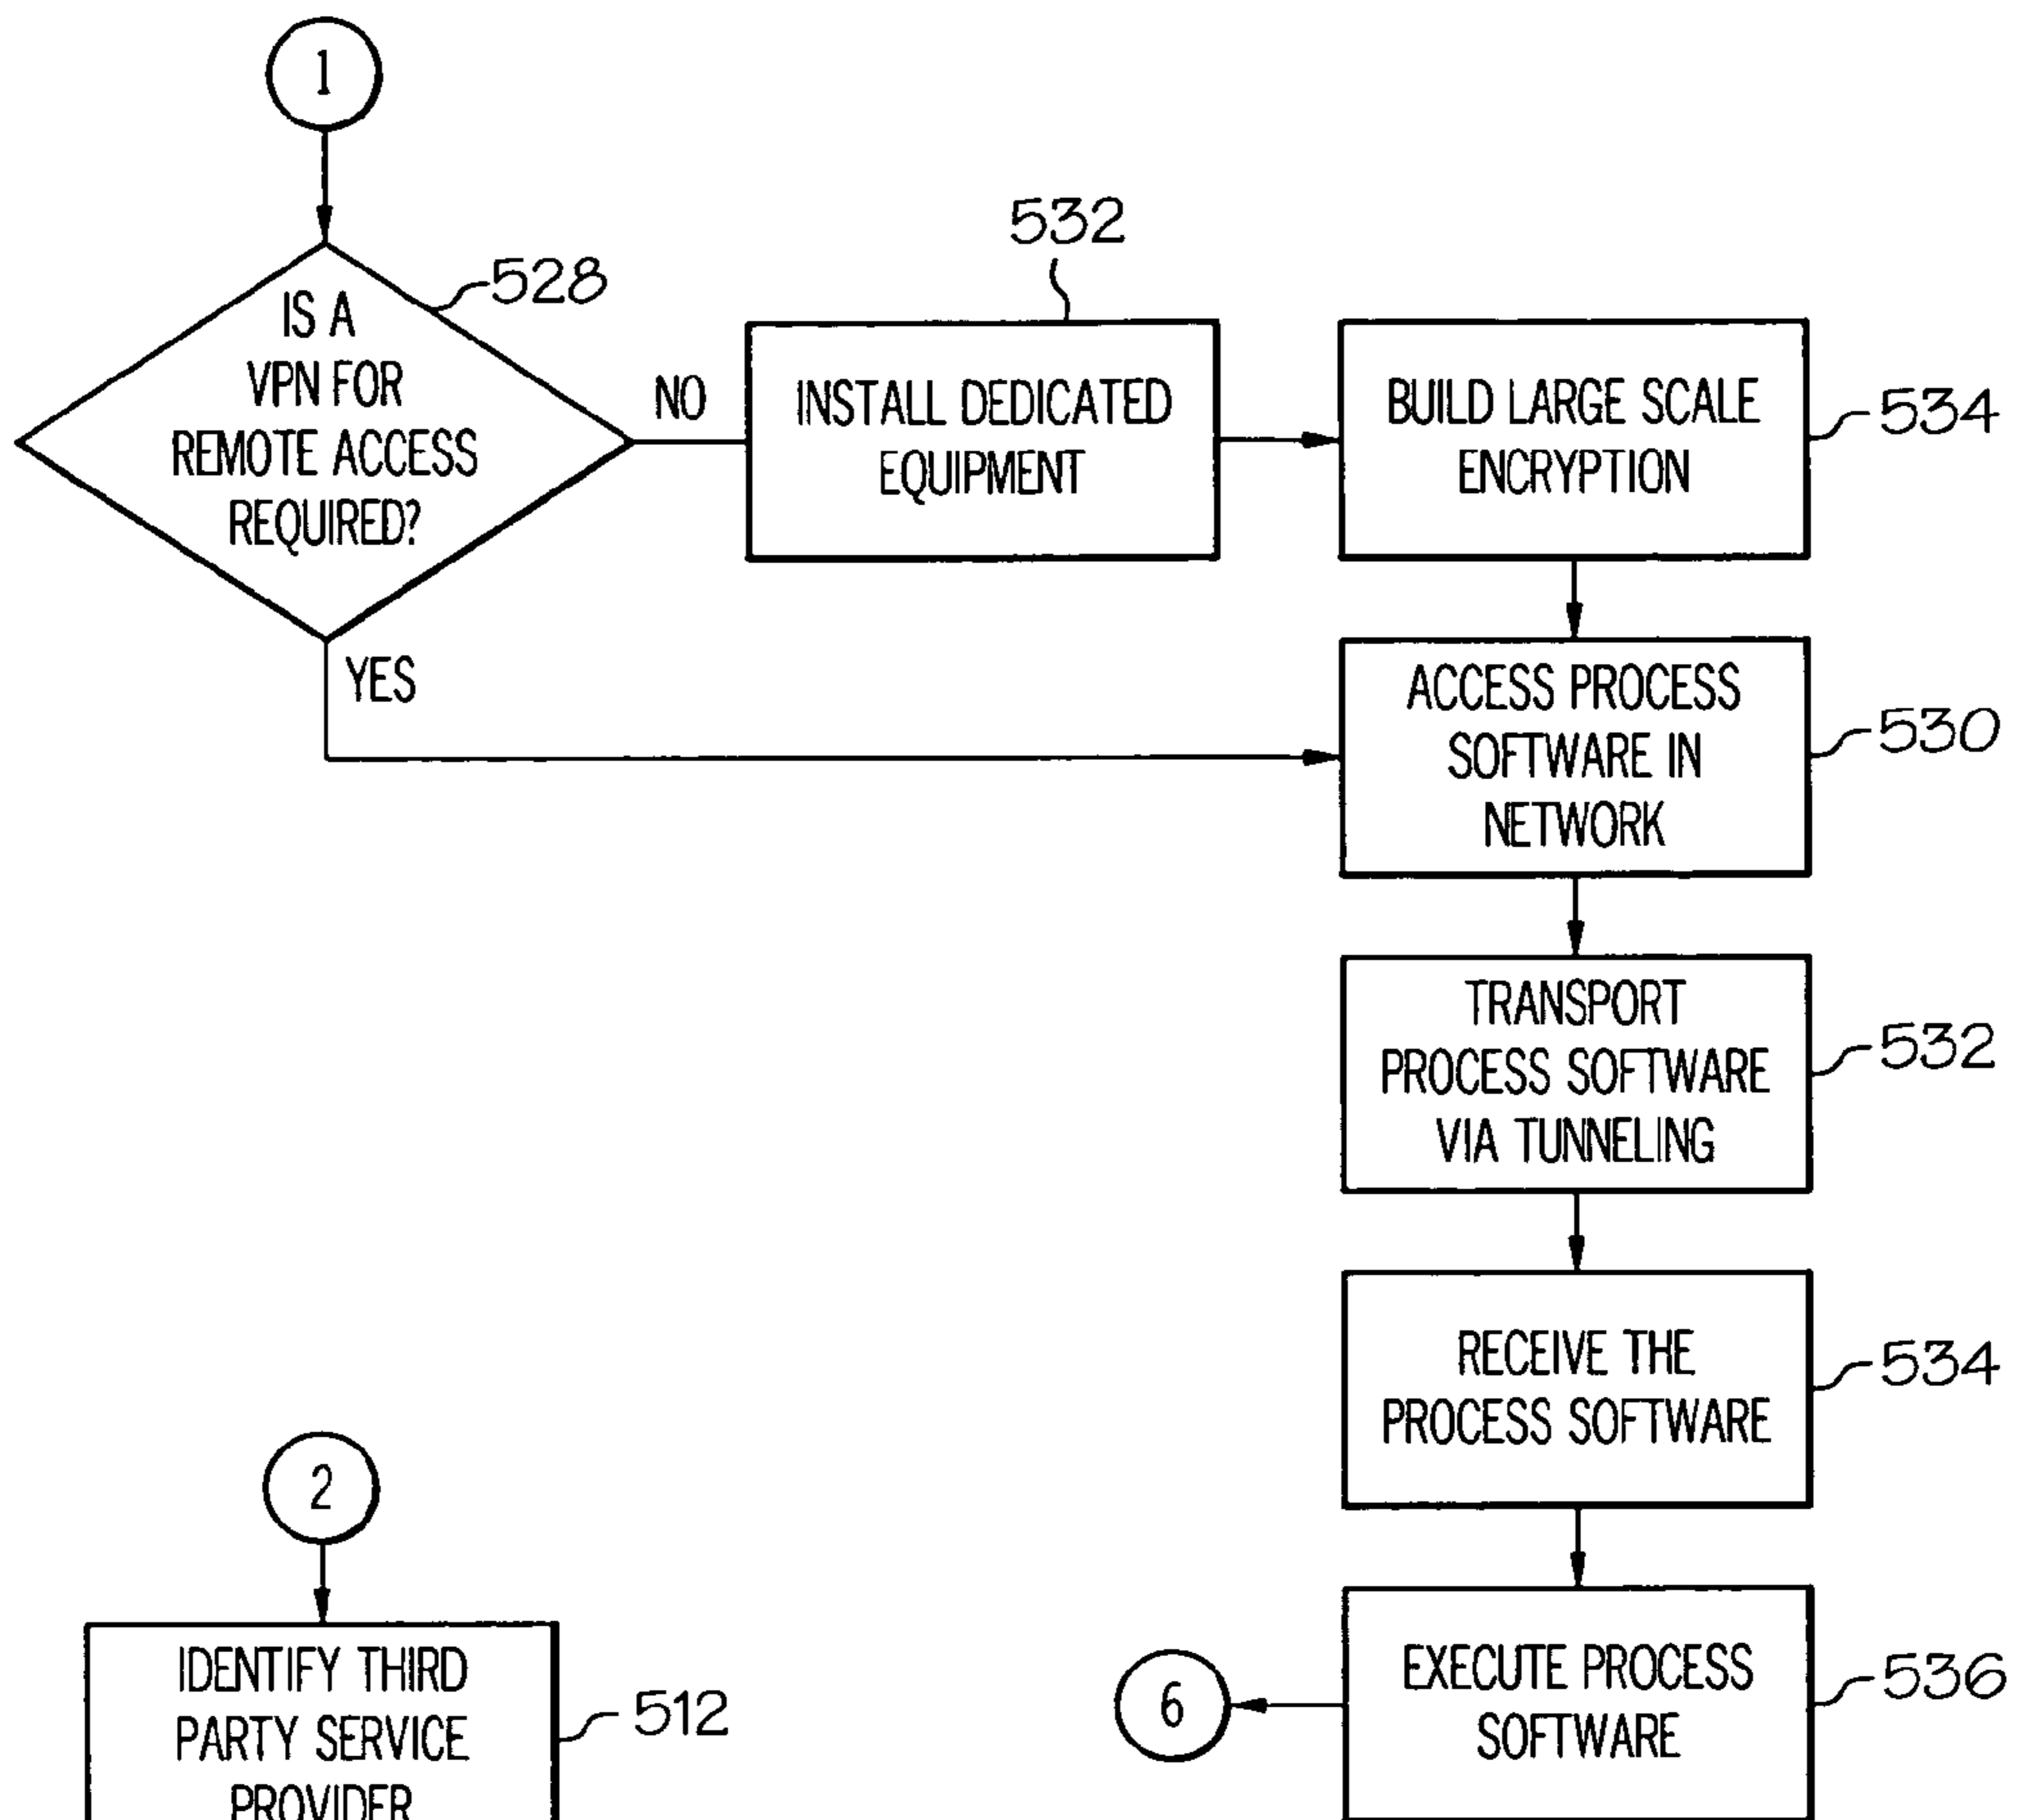 1
IS A
VPN FOR
REMOTE ACCESS
REQUIRED?
528
NO
YES
532
INSTALL DEDICATED
EQUIPMENT
BUILD LARGE SCALE
ENCRYPTION
534
ACCESS PROCESS
SOFTWARE IN
NETWORK
530
TRANSPORT
PROCESS SOFTWARE
VIA TUNNELING
532
RECEIVE THE
PROCESS SOFTWARE
534
EXECUTE PROCESS
SOFTWARE
536
6
2
IDENTIFY THIRD
PARTY SERVICE
PROVIDER
512